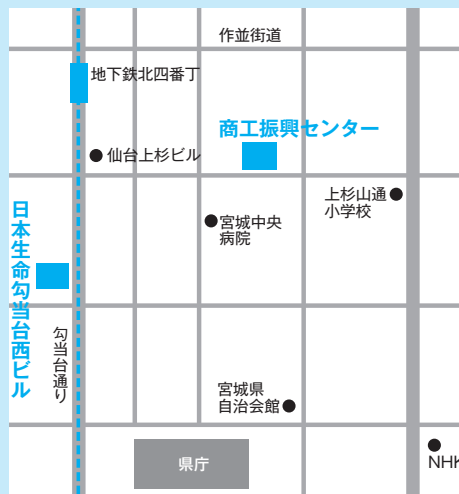 作並街道
地下鉄北四番丁
商工振興センター
仙台上杉ビル
上杉山通
小学校
宮城中央
病院
日本生命勾当台西ビル
勾当台通り
宮城県
自治会館
県庁
NHK